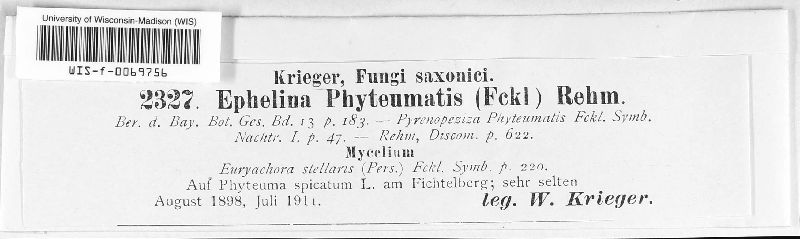 University of Wisconsin-Madison (WIS)
WIS-f-0069756
Krieger, Fungi saxonici.
2327. Ephelina Phyteumatis (Fckl) Rehm.
Ber. d. Bay. Bot. Ges. Bd. 13 p. 183. — Pyrenopeziza Phyteumatis Fckl. Symb.
Nachtr. I. p. 47. — Rehm, Discom. p. 622.
Mycelium
Euryachora stellaris (Pers.) Fckl. Symb. p. 220.
Auf Phyteuma spicatum L. am Fichtelberg; sehr selten
August 1898, Juli 1911. leg. W. Krieger.